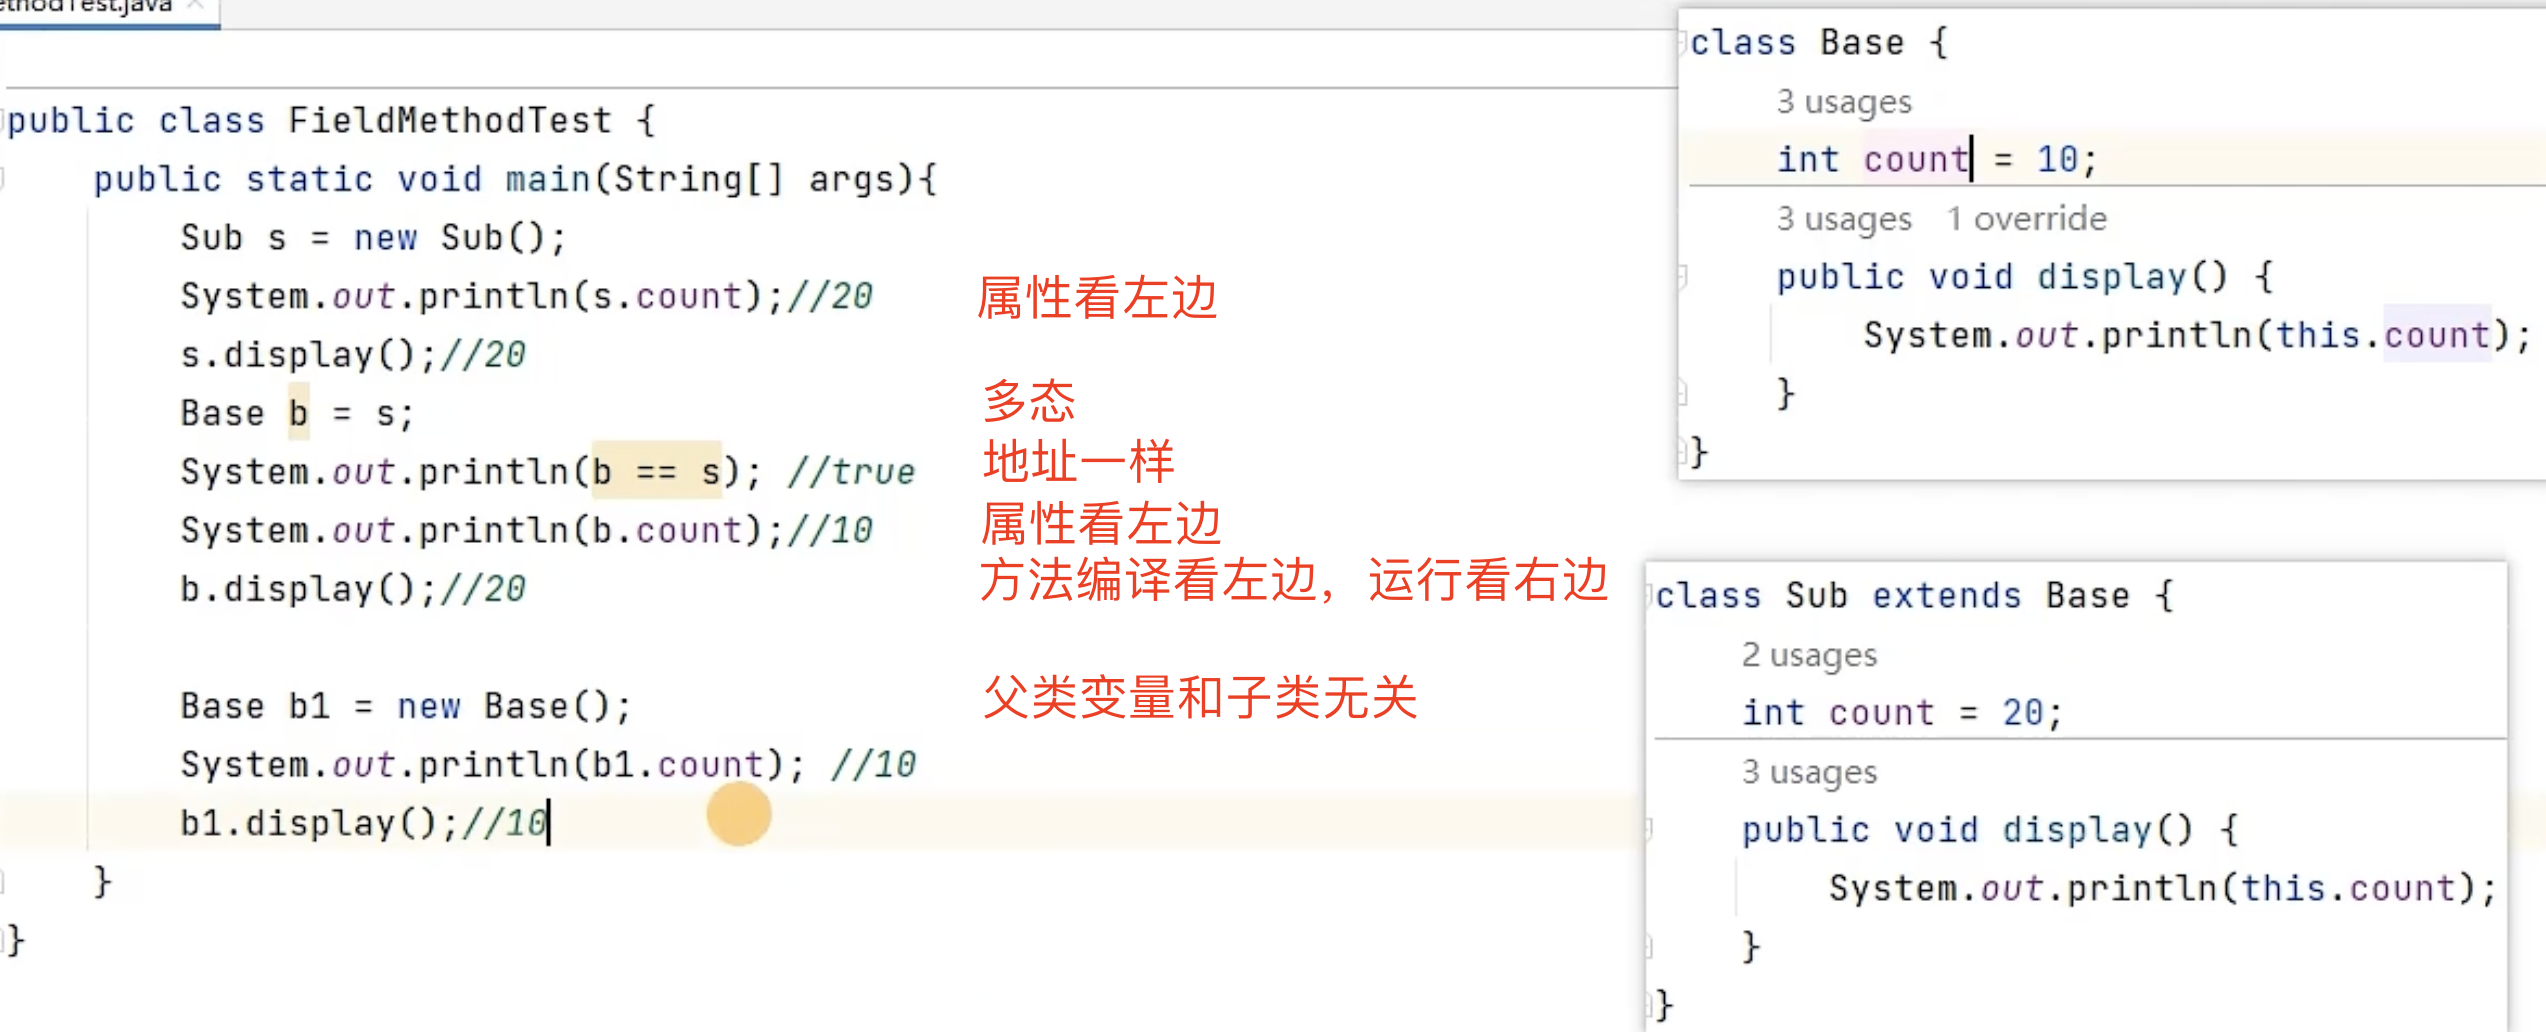 thodTest.java
public class FieldMethodTest {
public static void main(String[] args){
Sub s = new Sub();
System.out.println(s.count);//20 属性看左边
s.display();//20
Base b = s; 多态
System.out.println(b == s); //true 地址一样
System.out.println(b.count);//10 属性看左边
b.display();//20 方法编译看左边，运行看右边
Base b1 = new Base(); 父类变量和子类无关
System.out.println(b1.count); //10
b1.display();//10
}
}
class Base {
3 usages
int count = 10;
3 usages 1 override
public void display() {
System.out.println(this.count);
}
}
class Sub extends Base {
2 usages
int count = 20;
3 usages
public void display() {
System.out.println(this.count);
}
}